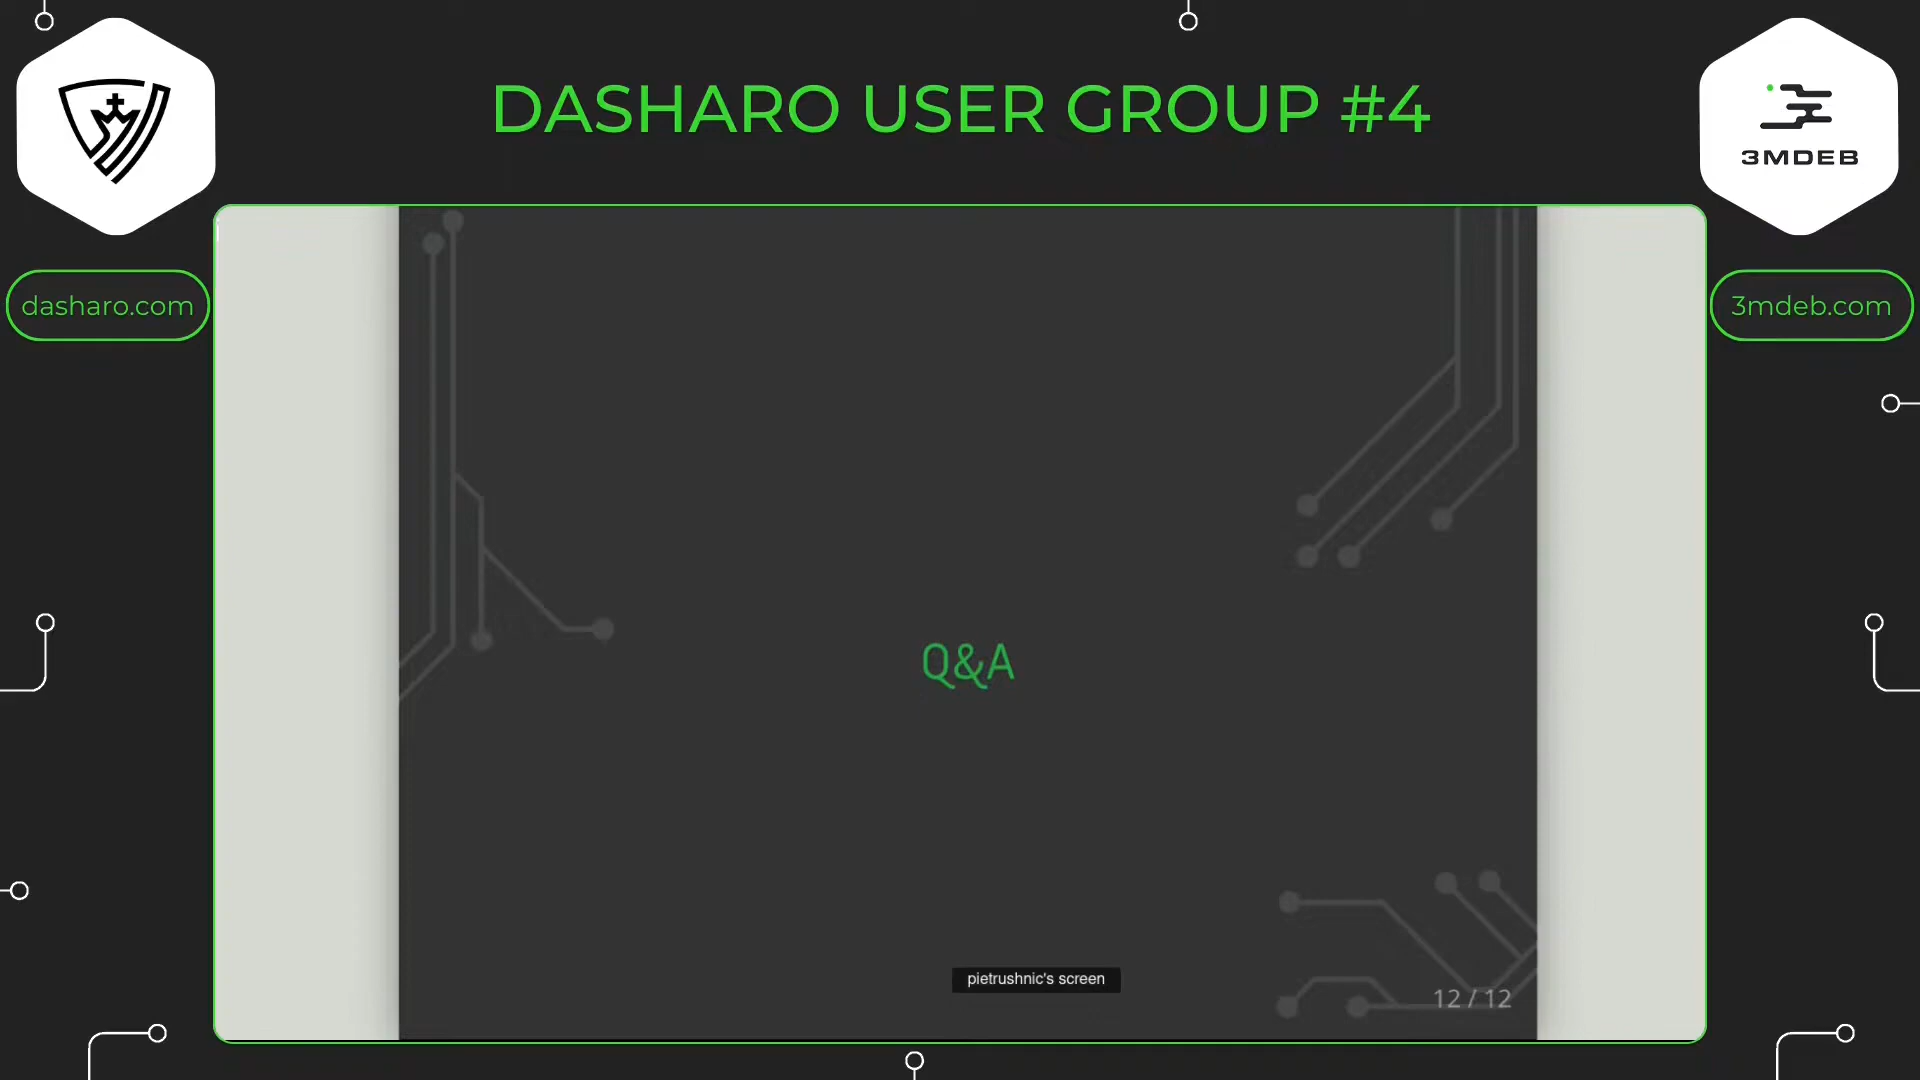 DASHARO USER GROUP #4
3MDEB
dasharo.com
3mdeb.com
Q&A
pietrushnic's screen
12 / 12